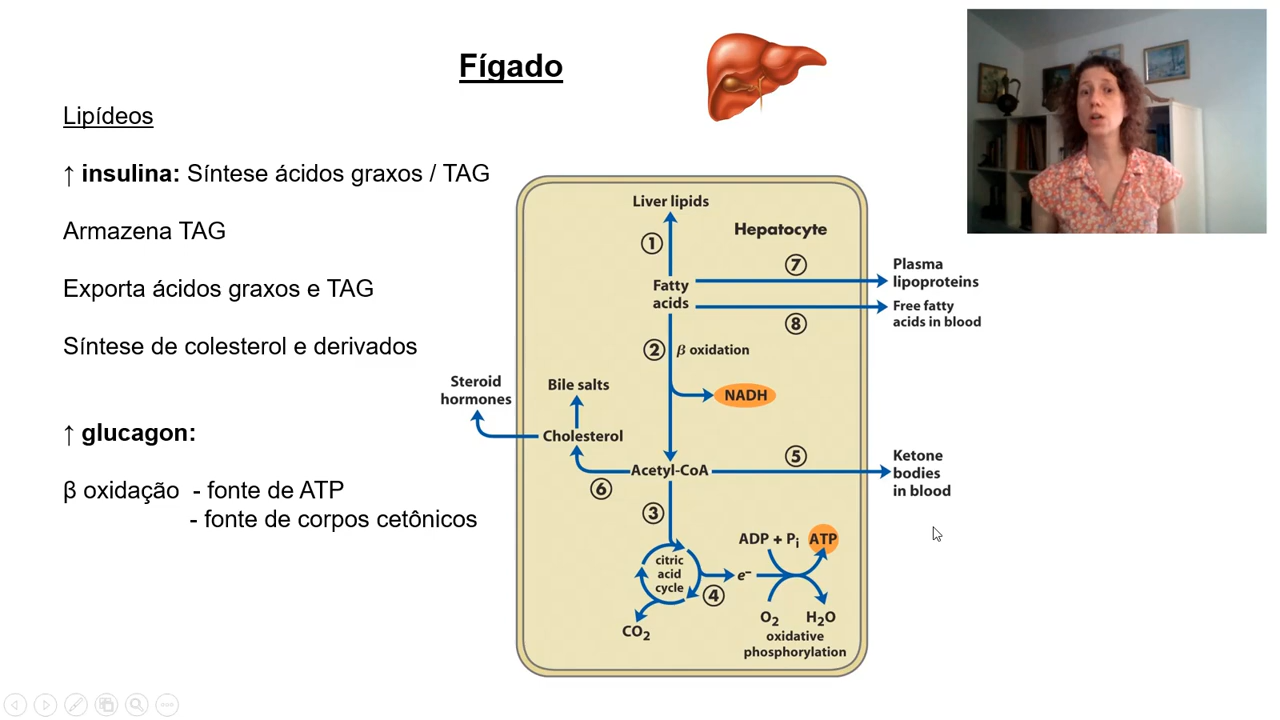 Fígado
Lipídeos
↑ insulina: Síntese ácidos graxos / TAG
Armazena TAG
Exporta ácidos graxos e TAG
Síntese de colesterol e derivados
↑ glucagon:
β oxidação - fonte de ATP
- fonte de corpos cetônicos
Liver lipids
Hepatocyte
①
⑦
Plasma
lipoproteins
Fatty
acids
Free fatty
acids in blood
⑧
② β oxidation
NADH
Steroid
hormones
Bile salts
Cholesterol
Acetyl-CoA
⑤
Ketone
bodies
in blood
⑥
③
citric
acid
cycle
④
e–
ADP + Pi
ATP
O2
H2O
CO2
oxidative
phosphorylation